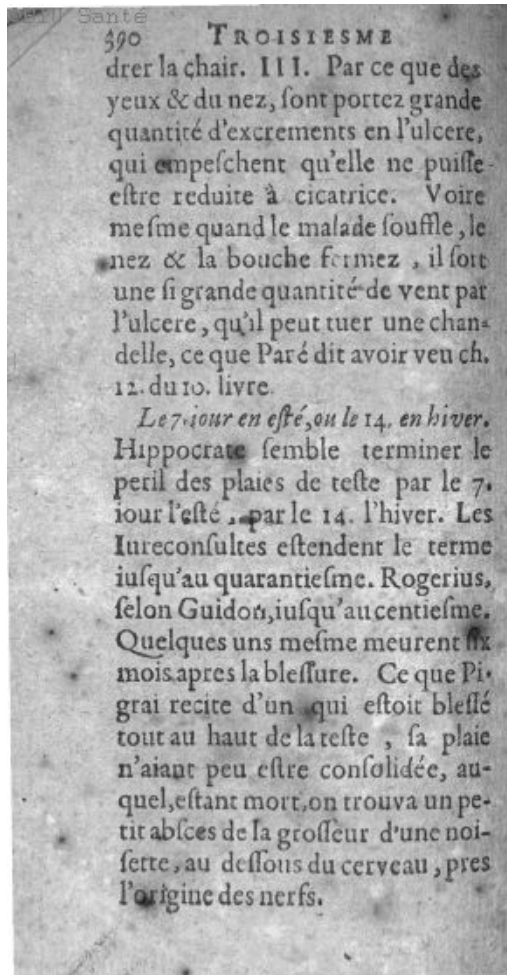 Santé
590 TROISIESME
drer la chair. III. Par ce que des
yeux & du nez, ſont portez grande
quantité d'excrements en l'ulcere,
qui empeſchent qu'elle ne puiſſe
eſtre reduite à cicatrice. Voire
meſme quand le malade ſouffle, le
nez & la bouche fermez, il ſort
une ſi grande quantité de vent par
l'ulcere, qu'il peut tuer une chan-
delle, ce que Paré dit avoir veu ch.
12. du 10. livre.
Le 7. iour en eſté, ou le 14. en hiver.
Hippocrate ſemble terminer le
peril des plaies de teſte par le 7.
iour l'eſté, par le 14. l'hiver. Les
Iureconſultes eſtendent le terme
iuſqu'au quarantieſme. Rogerius,
ſelon Guidon, iuſqu'au centieſme.
Quelques uns meſme meurent ſix
mois apres la bleſſure. Ce que Pi-
grai recite d'un qui eſtoit bleſſé
tout au haut de la teſte, ſa plaie
n'aiant peu eſtre conſolidée, au-
quel, eſtant mort, on trouva un pe-
tit abſces de la groſſeur d'une noi-
ſette, au deſſous du cerveau, pres
l'origine des nerfs.